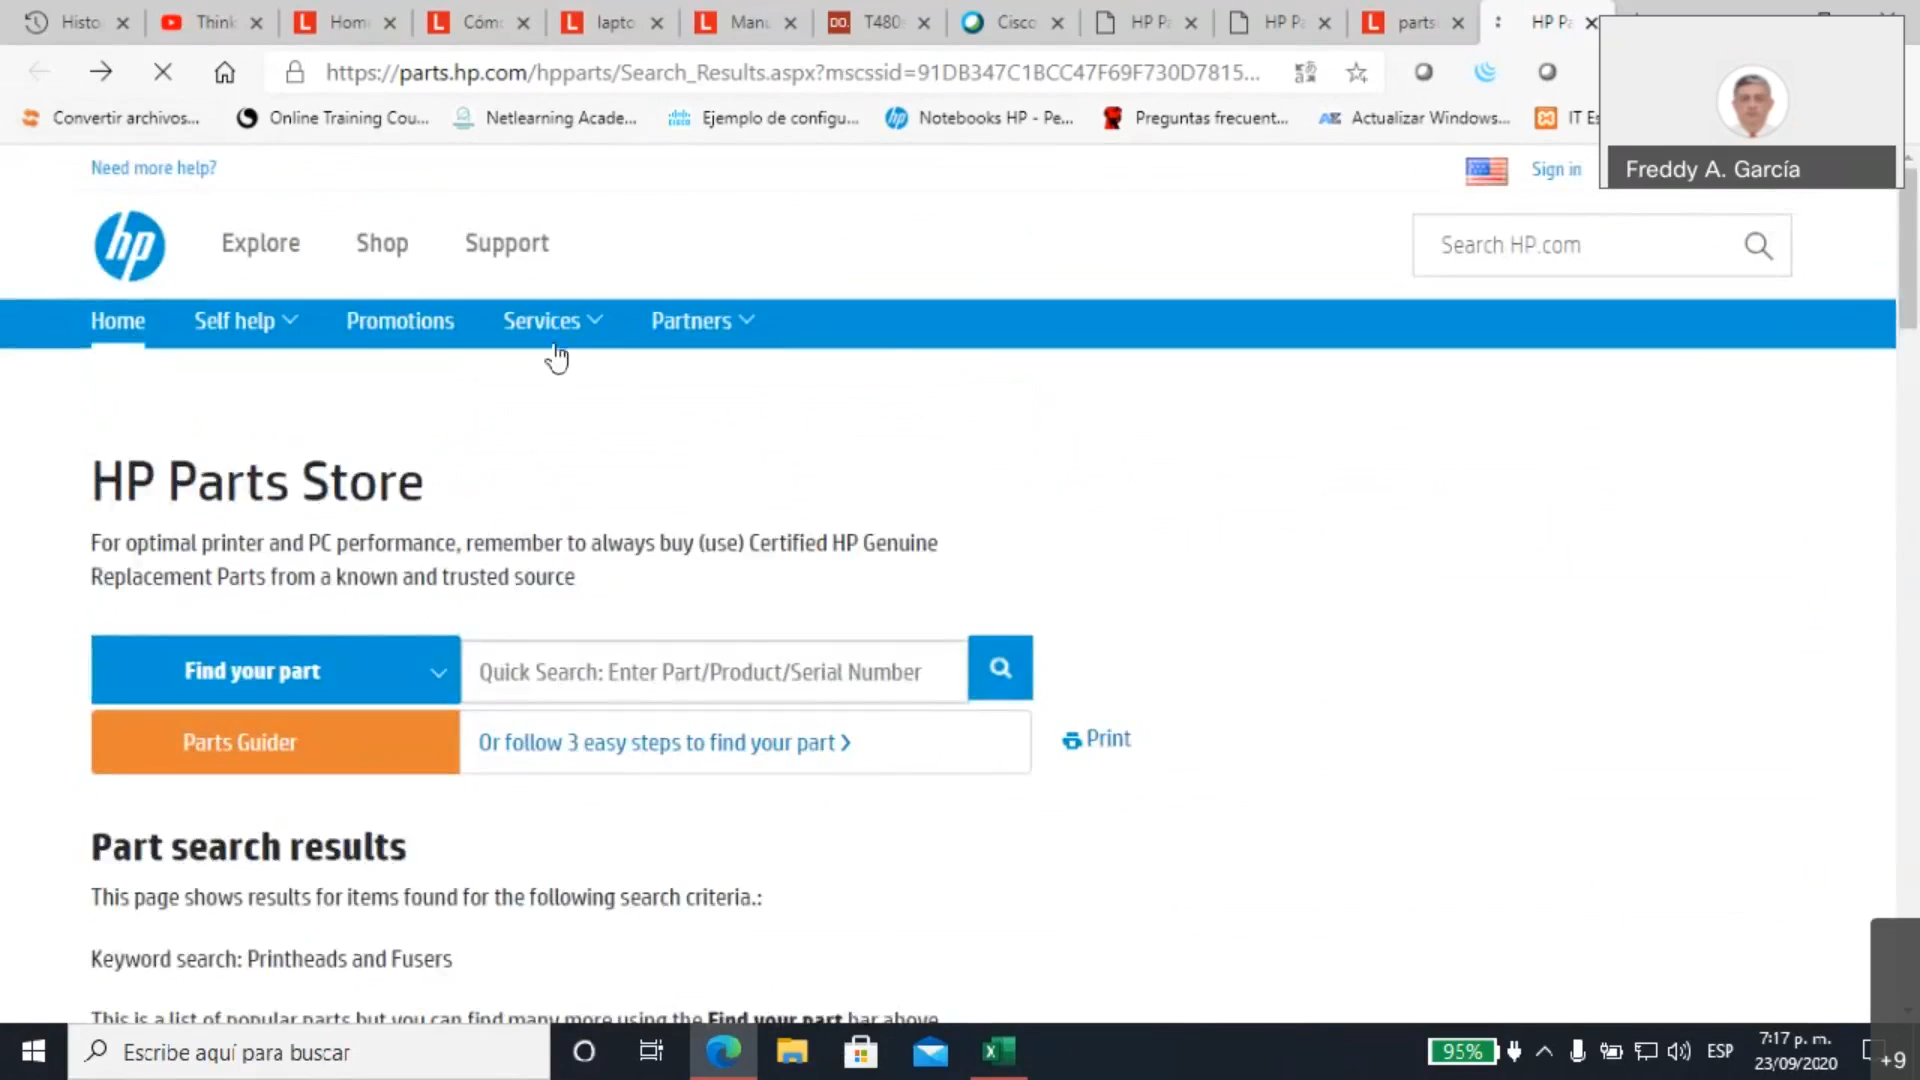 Histo
Think
Hom
Cóm
lapto
Man
T480
Cisco
HP Pa
HP Pa
parts
HP Pa
https://parts.hp.com/hpparts/Search_Results.aspx?mscssid=91DB347C1BCC47F69F730D7815...
Convertir archivos...
Online Training Cou...
Netlearning Acade...
Ejemplo de configu...
Notebooks HP - Pe...
Preguntas frecuent...
Actualizar Windows...
IT Es
Freddy A. García
Need more help?
Sign in
hp
Explore
Shop
Support
Search HP.com
Home
Self help
Promotions
Services
Partners
HP Parts Store
For optimal printer and PC performance, remember to always buy (use) Certified HP Genuine
Replacement Parts from a known and trusted source
Find your part
Quick Search: Enter Part/Product/Serial Number
Parts Guider
Or follow 3 easy steps to find your part >
Print
Part search results
This page shows results for items found for the following search criteria.:
Keyword search: Printheads and Fusers
This is a list of popular parts but you can find many more using the Find your part bar above
Escribe aquí para buscar
95%
ESP
7:17 p. m.
23/09/2020
+9